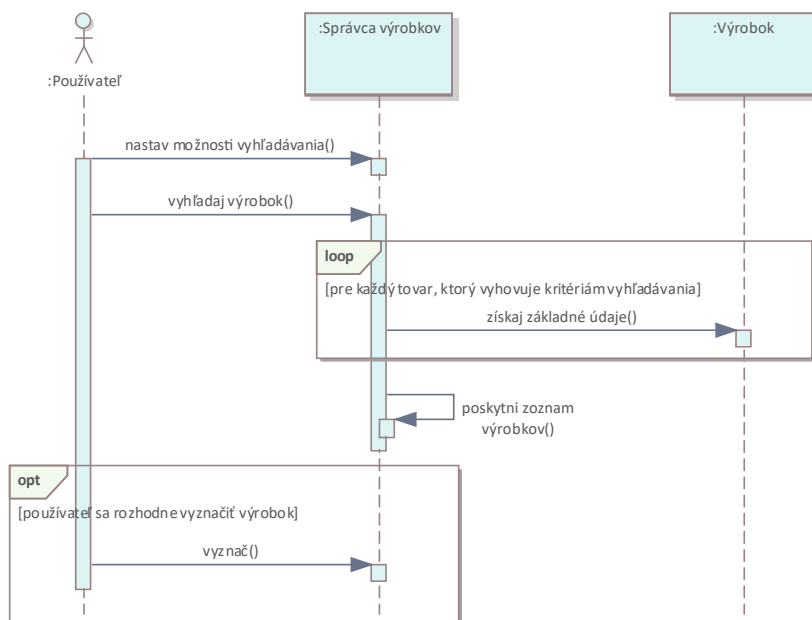 :Používateľ
:Správca výrobkov
:Výrobok
nastav možnosti vyhľadávania()
vyhľadaj výrobok()
loop
[pre každý tovar, ktorý vyhovuje kritériám vyhľadávania]
získaj základné údaje()
poskytni zoznam
výrobkov()
opt
[používateľ sa rozhodne vyznačiť výrobok]
vyznač()